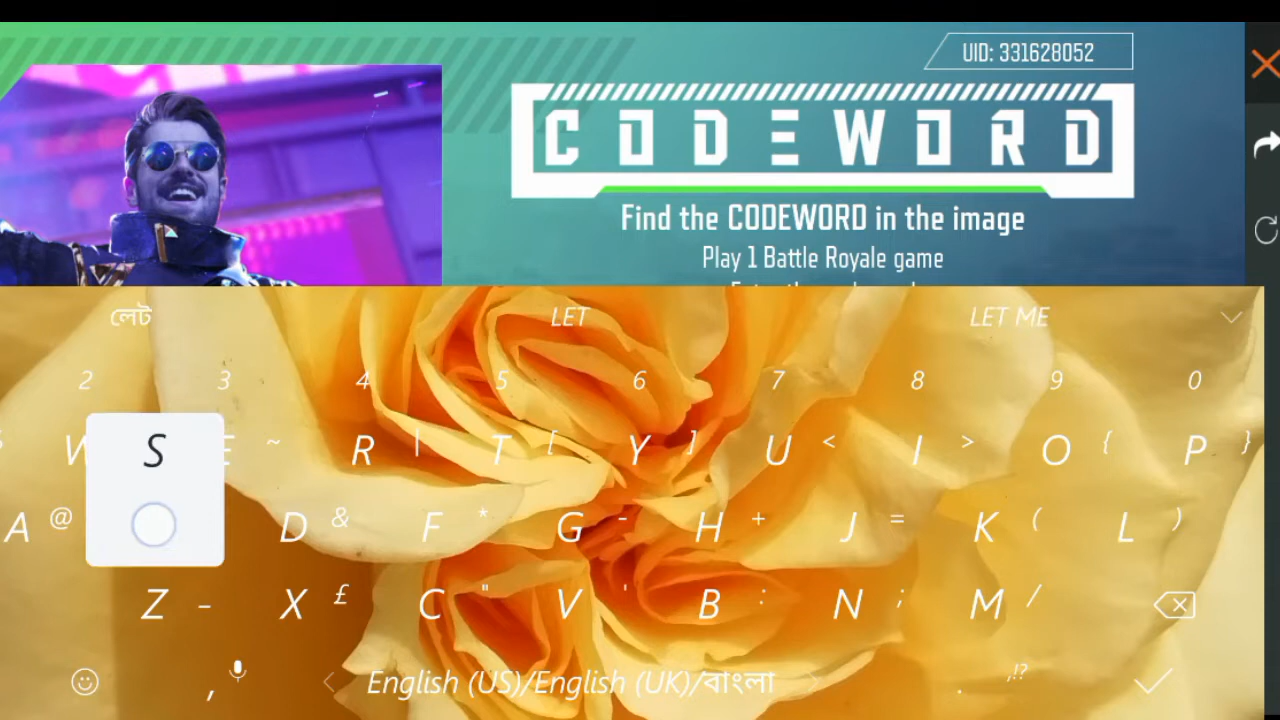 UID: 331628052
CODEWORD
Find the CODEWORD in the image
Play 1 Battle Royale game
লেট LET LET ME
2 3 4 5 6 7 8 9 0
W E ~ R | T [ Y ] U < I > O { P }
A @ S D & F * G - H + J = K ( L )
Z - X £ C " V ' B : N ; M /
, < English (US)/English (UK)/বাংলা > . ,!?